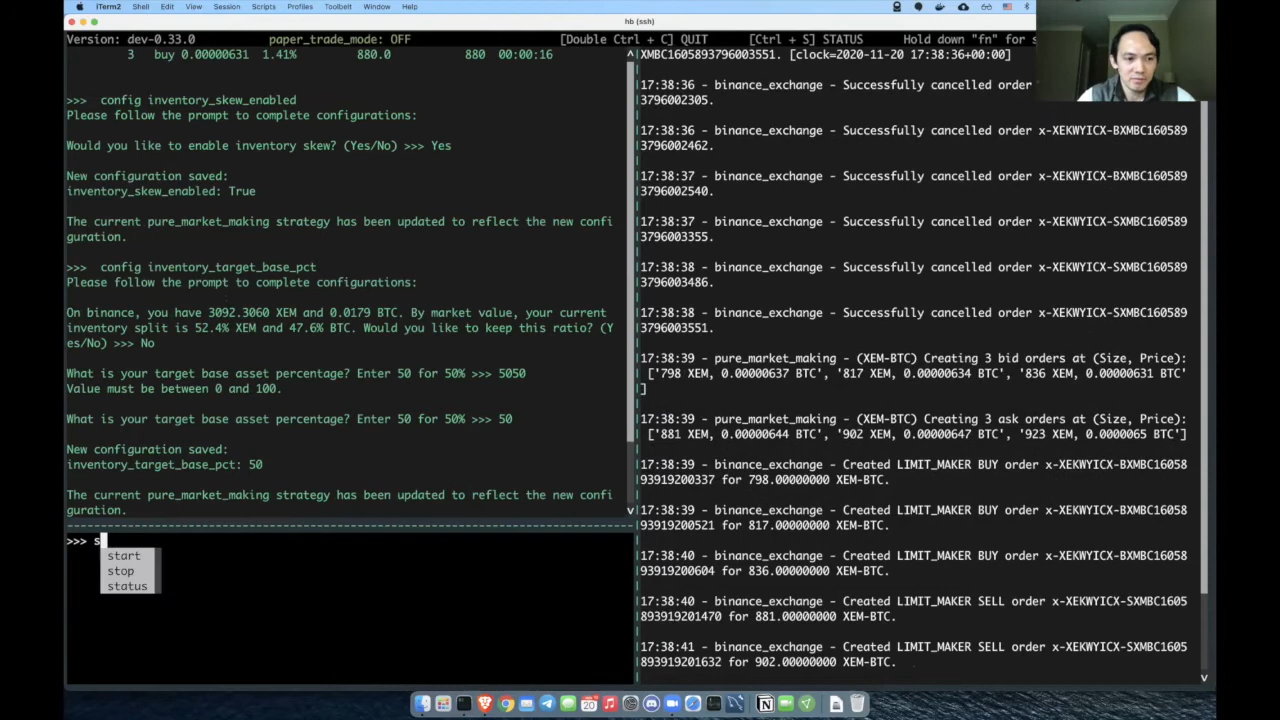 iTerm2 Shell Edit View Session Scripts Profiles Toolbelt Window Help
hb (ssh)
Version: dev-0.33.0 paper_trade_mode: OFF [Double Ctrl + C] QUIT [Ctrl + S] STATUS Hold down "fn" for s
3 buy 0.00000631 1.41% 880.0 880 00:00:16
>>> config inventory_skew_enabled
Please follow the prompt to complete configurations:
Would you like to enable inventory skew? (Yes/No) >>> Yes
New configuration saved:
inventory_skew_enabled: True
The current pure_market_making strategy has been updated to reflect the new confi
guration.
>>> config inventory_target_base_pct
Please follow the prompt to complete configurations:
On binance, you have 3092.3060 XEM and 0.0179 BTC. By market value, your current
inventory split is 52.4% XEM and 47.6% BTC. Would you like to keep this ratio? (Y
es/No) >>> No
What is your target base asset percentage? Enter 50 for 50% >>> 5050
Value must be between 0 and 100.
What is your target base asset percentage? Enter 50 for 50% >>> 50
New configuration saved:
inventory_target_base_pct: 50
The current pure_market_making strategy has been updated to reflect the new confi
guration.
>>> s
start
stop
status
XMBC1605893796003551. [clock=2020-11-20 17:38:36+00:00]
17:38:36 - binance_exchange - Successfully cancelled order x-XEKWYICX-BXMBC160589
3796002305.
17:38:36 - binance_exchange - Successfully cancelled order x-XEKWYICX-BXMBC160589
3796002462.
17:38:37 - binance_exchange - Successfully cancelled order x-XEKWYICX-BXMBC160589
3796002540.
17:38:37 - binance_exchange - Successfully cancelled order x-XEKWYICX-SXMBC160589
3796003355.
17:38:38 - binance_exchange - Successfully cancelled order x-XEKWYICX-SXMBC160589
3796003486.
17:38:38 - binance_exchange - Successfully cancelled order x-XEKWYICX-SXMBC160589
3796003551.
17:38:39 - pure_market_making - (XEM-BTC) Creating 3 bid orders at (Size, Price):
['798 XEM, 0.00000637 BTC', '817 XEM, 0.00000634 BTC', '836 XEM, 0.00000631 BTC'
]
17:38:39 - pure_market_making - (XEM-BTC) Creating 3 ask orders at (Size, Price):
['881 XEM, 0.00000644 BTC', '902 XEM, 0.00000647 BTC', '923 XEM, 0.0000065 BTC']
17:38:39 - binance_exchange - Created LIMIT_MAKER BUY order x-XEKWYICX-BXMBC16058
93919200337 for 798.00000000 XEM-BTC.
17:38:39 - binance_exchange - Created LIMIT_MAKER BUY order x-XEKWYICX-BXMBC16058
93919200521 for 817.00000000 XEM-BTC.
17:38:40 - binance_exchange - Created LIMIT_MAKER BUY order x-XEKWYICX-BXMBC16058
93919200604 for 836.00000000 XEM-BTC.
17:38:40 - binance_exchange - Created LIMIT_MAKER SELL order x-XEKWYICX-SXMBC1605
893919201470 for 881.00000000 XEM-BTC.
17:38:41 - binance_exchange - Created LIMIT_MAKER SELL order x-XEKWYICX-SXMBC1605
893919201632 for 902.00000000 XEM-BTC.